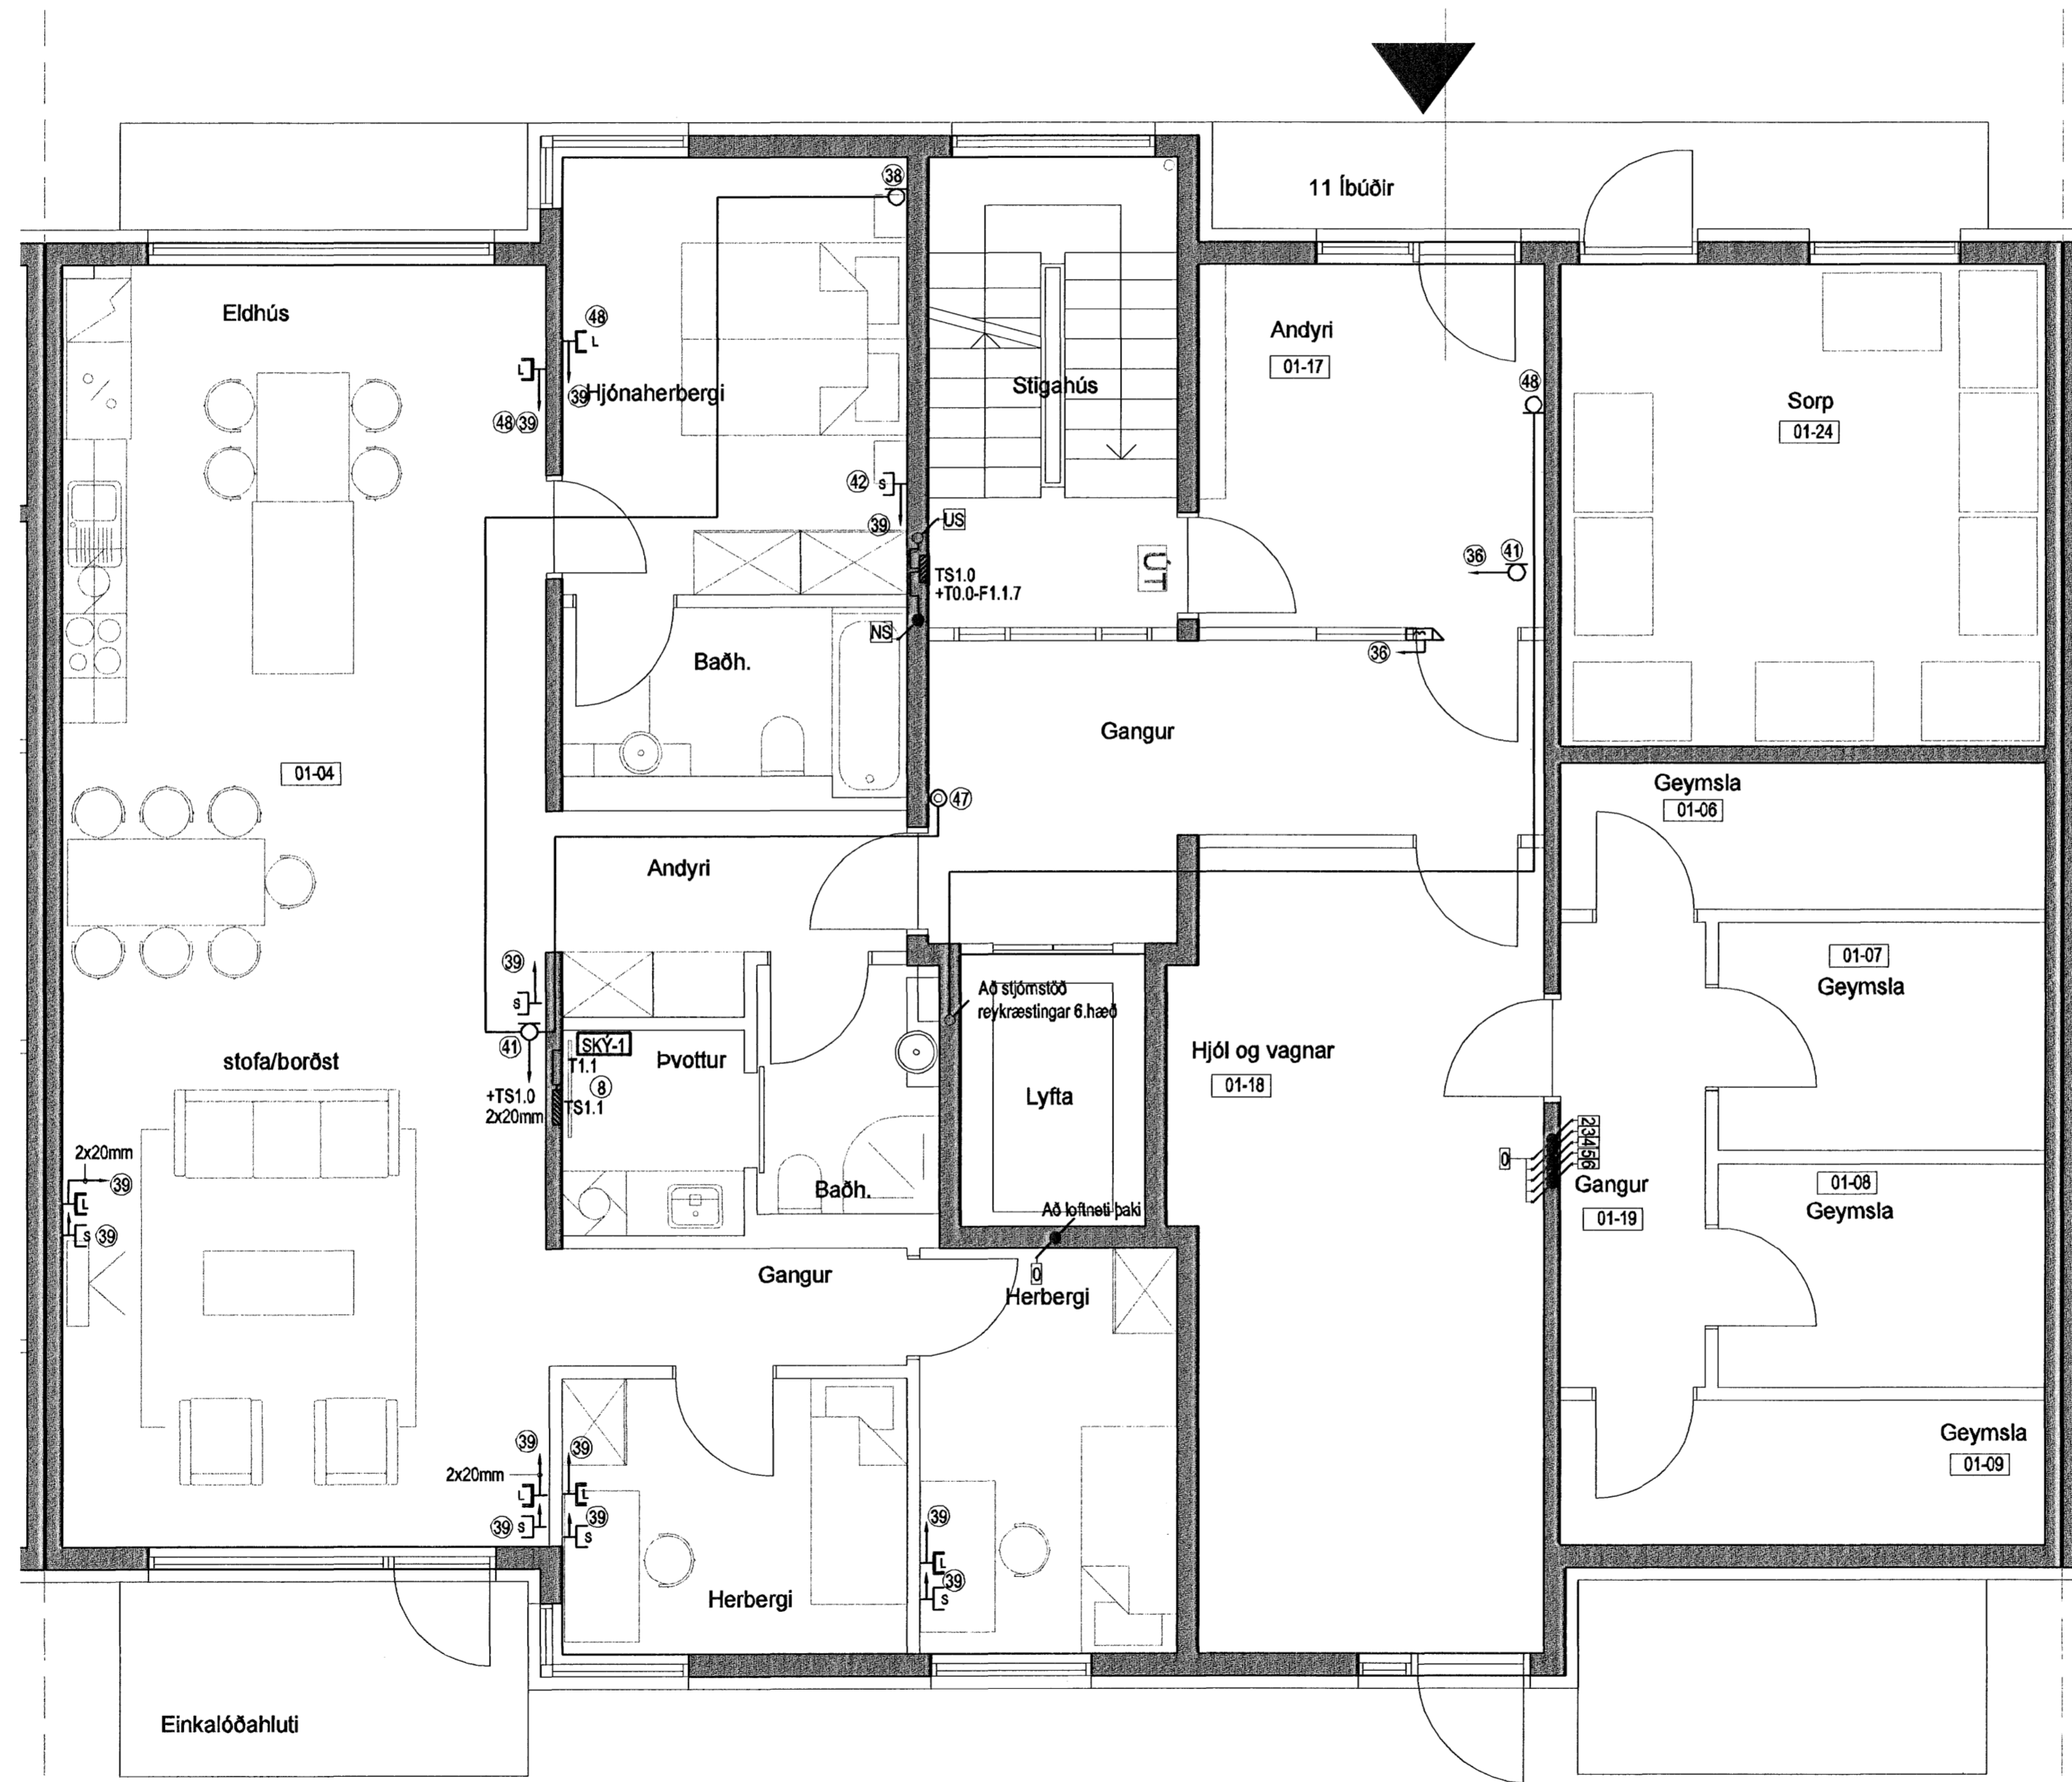 11 Íbúðir
38
Eldhús
48
L
L
39
Hjónaherbergi
48 39
Stigahús
Andyri
01-17
48
Sorp
01-24
42 S
39
US
ÚT
36
41
TS1.0
+T0.0-F1.1.7
NS
36
Baðh.
Gangur
01-04
47
Geymsla
01-06
Andyri
39
S
01-07
Geymsla
Að stjórnstöð
reykræstingar 6.hæð
41
SKÝ-1
Þvottur
stofa/borðst
T1.1
8
TS1.1
+TS1.0
2x20mm
Hjól og vagnar
01-18
Lyfta
2x20mm
39
L
S 39
Baðh.
2
3
4
5
6
0
Gangur
01-19
01-08
Geymsla
Að loftneti þaki
0
Gangur
Herbergi
Geymsla
01-09
39
39
2x20mm
L
L
39 S
39
S
39
L
39
S
Herbergi
Einkalóðahluti